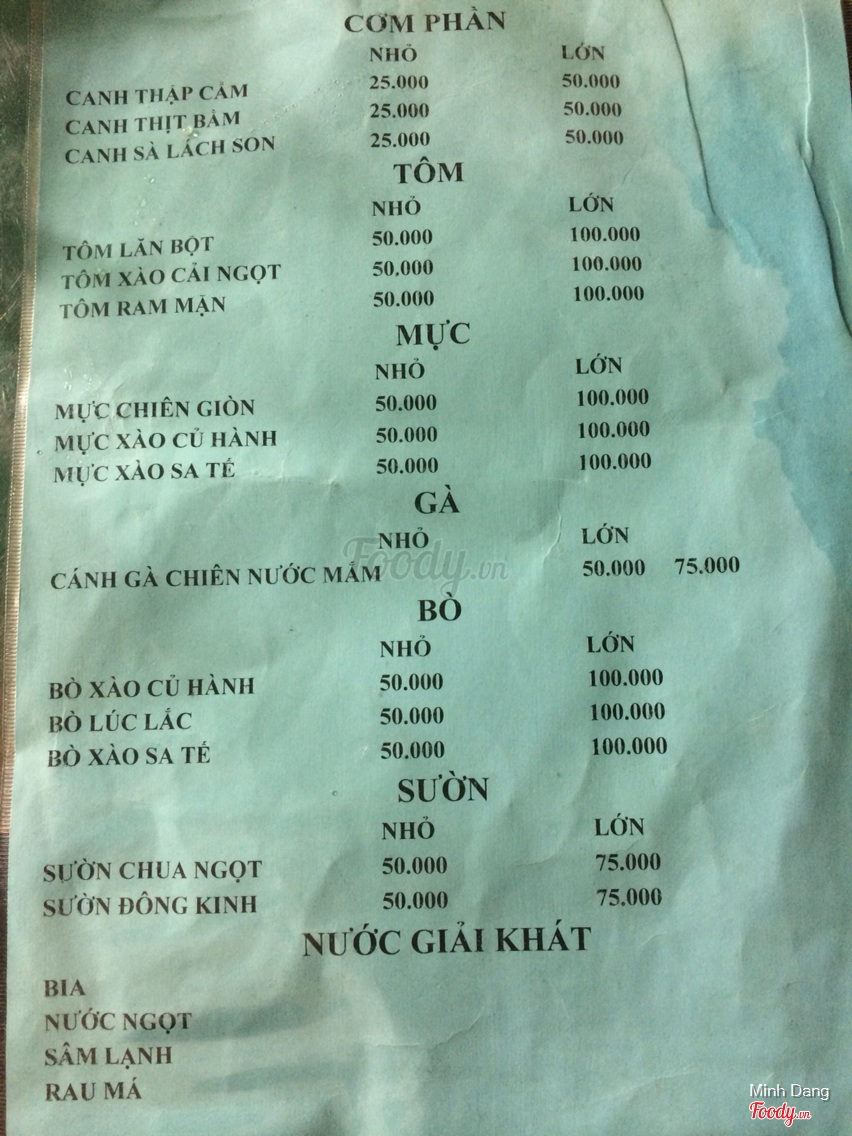 CƠM PHẦN
NHỎ LỚN
CANH THẬP CẨM 25.000 50.000
CANH THỊT BẰM 25.000 50.000
CANH SÀ LÁCH SON 25.000 50.000
TÔM
NHỎ LỚN
TÔM LĂN BỘT 50.000 100.000
TÔM XÀO CẢI NGỌT 50.000 100.000
TÔM RAM MẶN 50.000 100.000
MỰC
NHỎ LỚN
MỰC CHIÊN GIÒN 50.000 100.000
MỰC XÀO CỦ HÀNH 50.000 100.000
MỰC XÀO SA TẾ 50.000 100.000
GÀ
NHỎ LỚN
CÁNH GÀ CHIÊN NƯỚC MẮM 50.000 75.000
Foody.vn
BÒ
NHỎ LỚN
BÒ XÀO CỦ HÀNH 50.000 100.000
BÒ LÚC LẮC 50.000 100.000
BÒ XÀO SA TẾ 50.000 100.000
SƯỜN
NHỎ LỚN
SƯỜN CHUA NGỌT 50.000 75.000
SƯỜN ĐÔNG KINH 50.000 75.000
NƯỚC GIẢI KHÁT
BIA
NƯỚC NGỌT
SÂM LẠNH
RAU MÁ
Minh Dang
Foody.vn